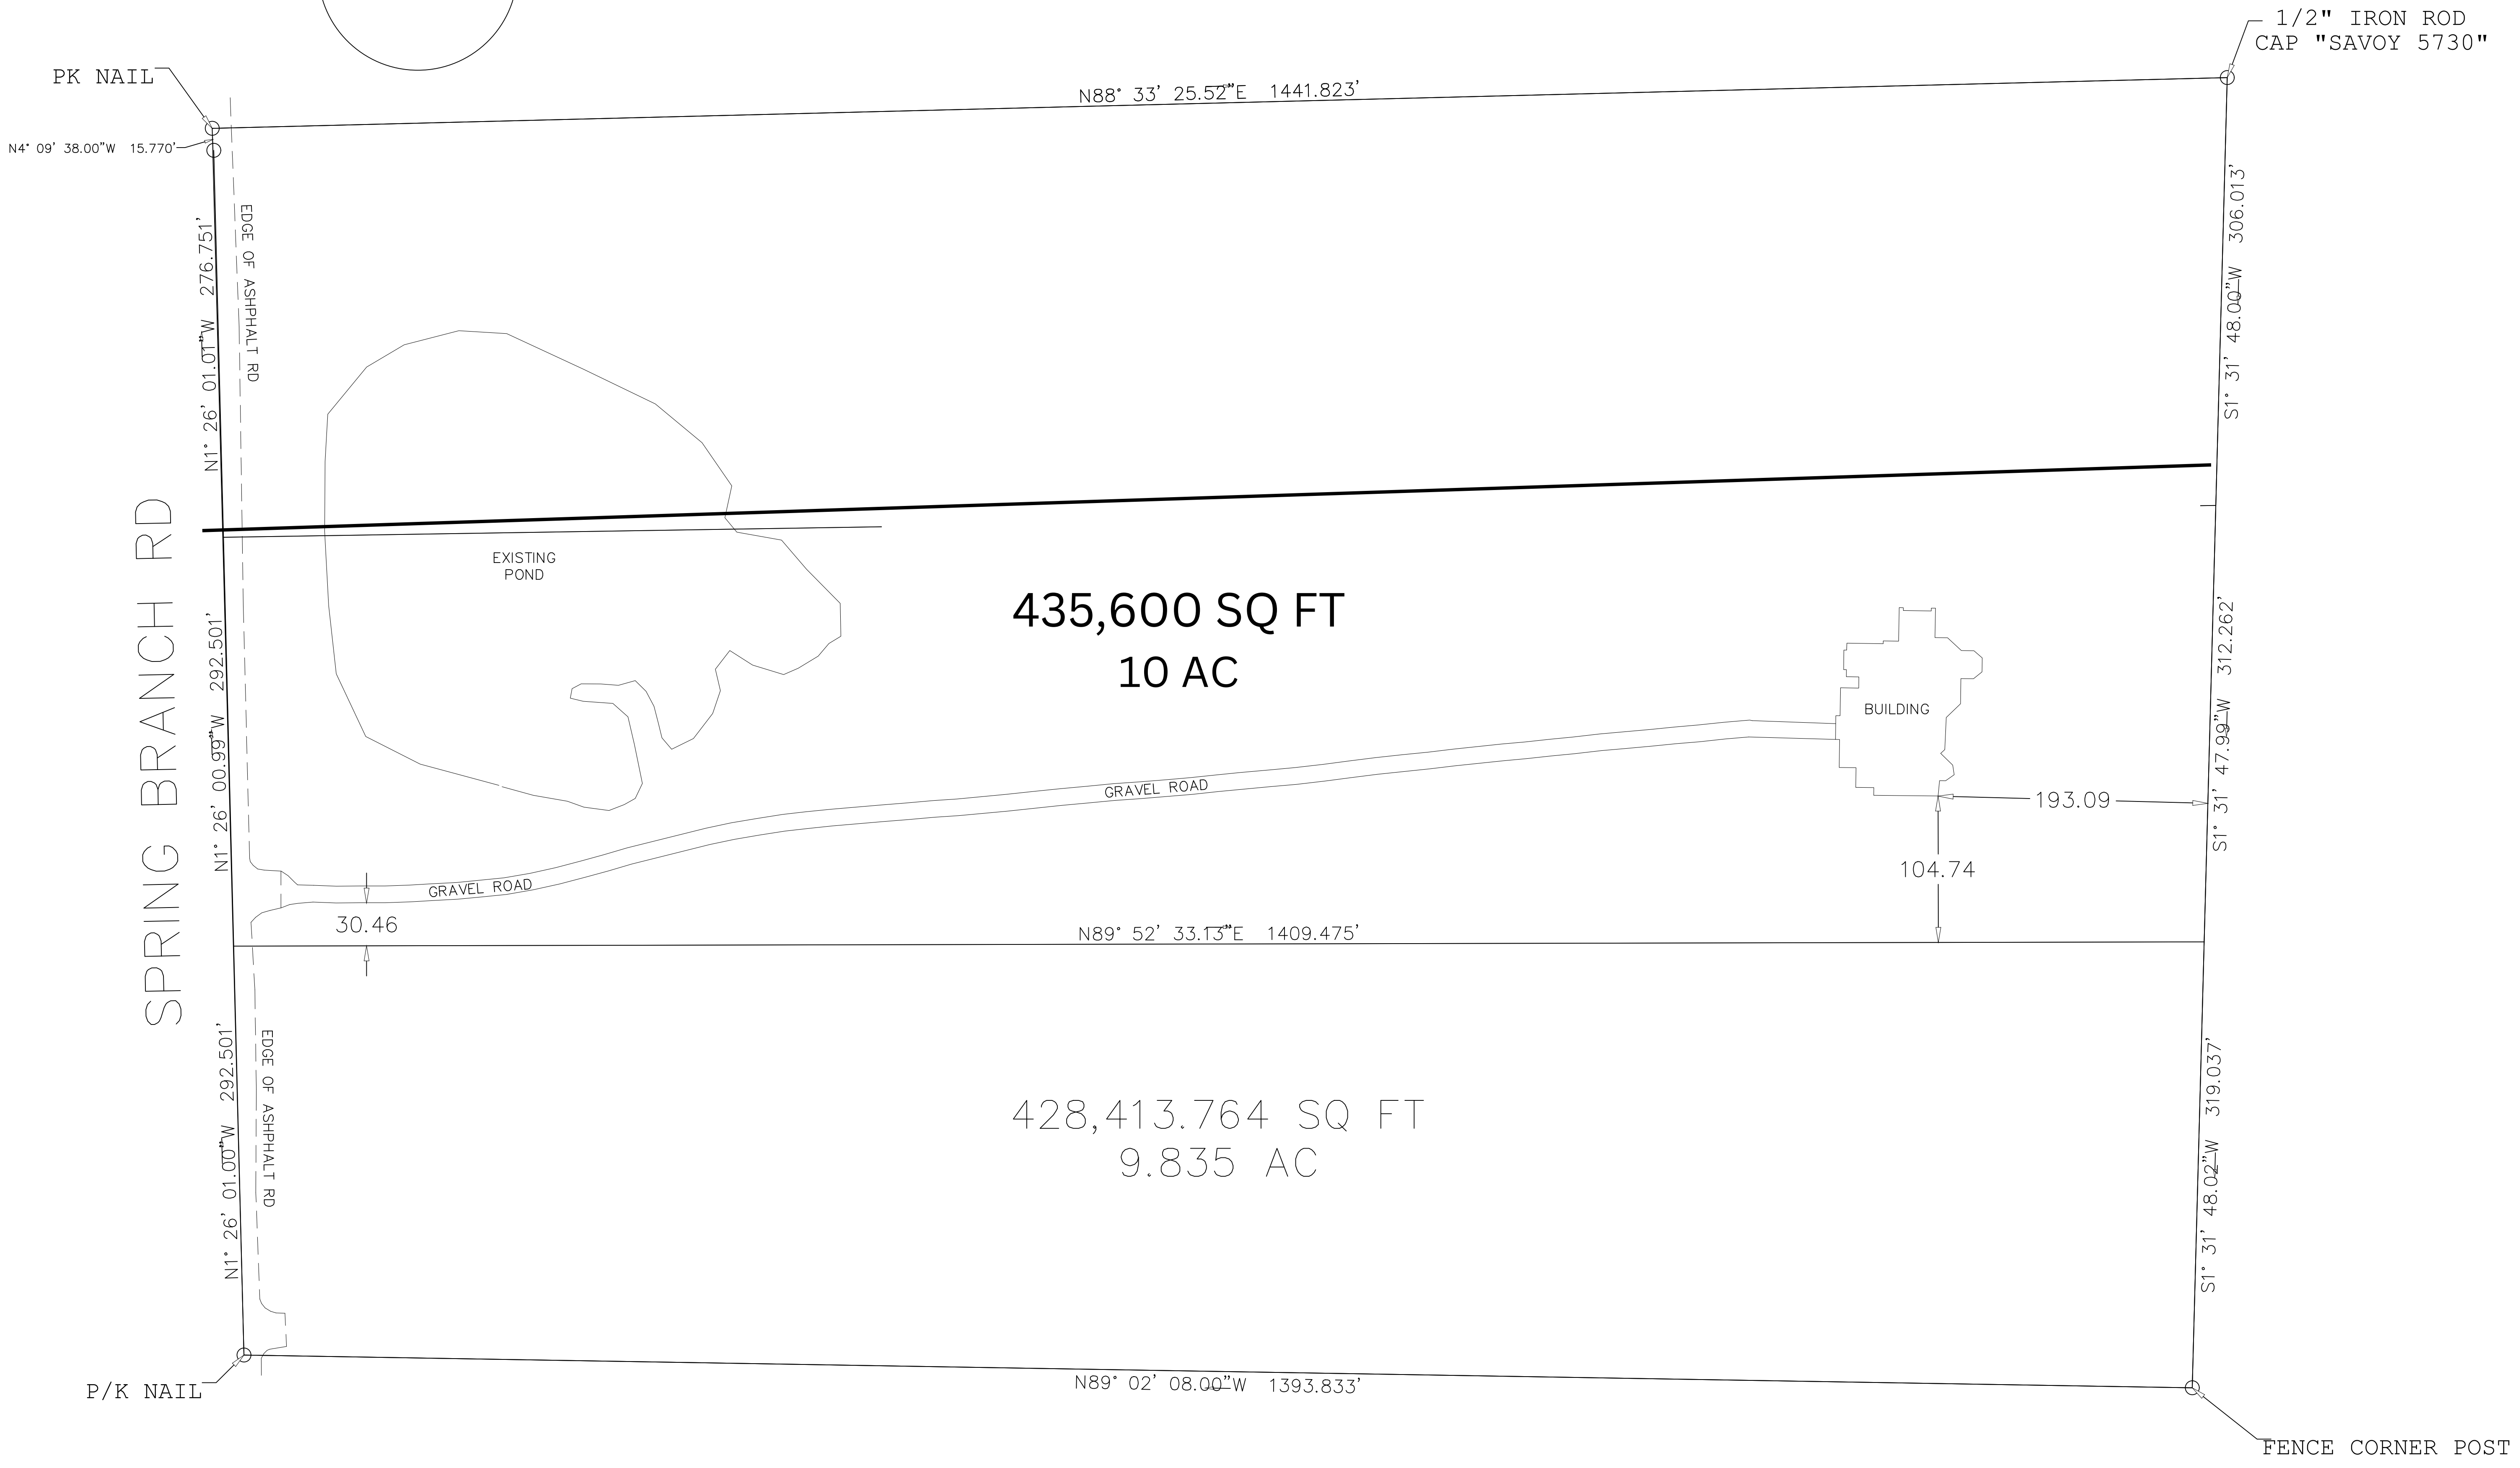 1/2" IRON ROD
CAP "SAVOY 5730"
PK NAIL
N88° 33' 25.52"E 1441.823'
N4° 09' 38.00"W 15.770'
N1° 26' 01.01"W 276.751'
EDGE OF ASHPHALT RD
S1° 31' 48.00"W 306.013'
EXISTING
POND
435,600 SQ FT
10 AC
SPRING BRANCH RD
N1° 26' 00.99"W 292.501'
BUILDING
S1° 31' 47.99"W 312.262'
GRAVEL ROAD
193.09
104.74
GRAVEL ROAD
30.46
N89° 52' 33.13"E 1409.475'
N1° 26' 01.00"W 292.501'
EDGE OF ASHPHALT RD
428,413.764 SQ FT
9.835 AC
S1° 31' 48.02"W 319.037'
P/K NAIL
N89° 02' 08.00"W 1393.833'
FENCE CORNER POST